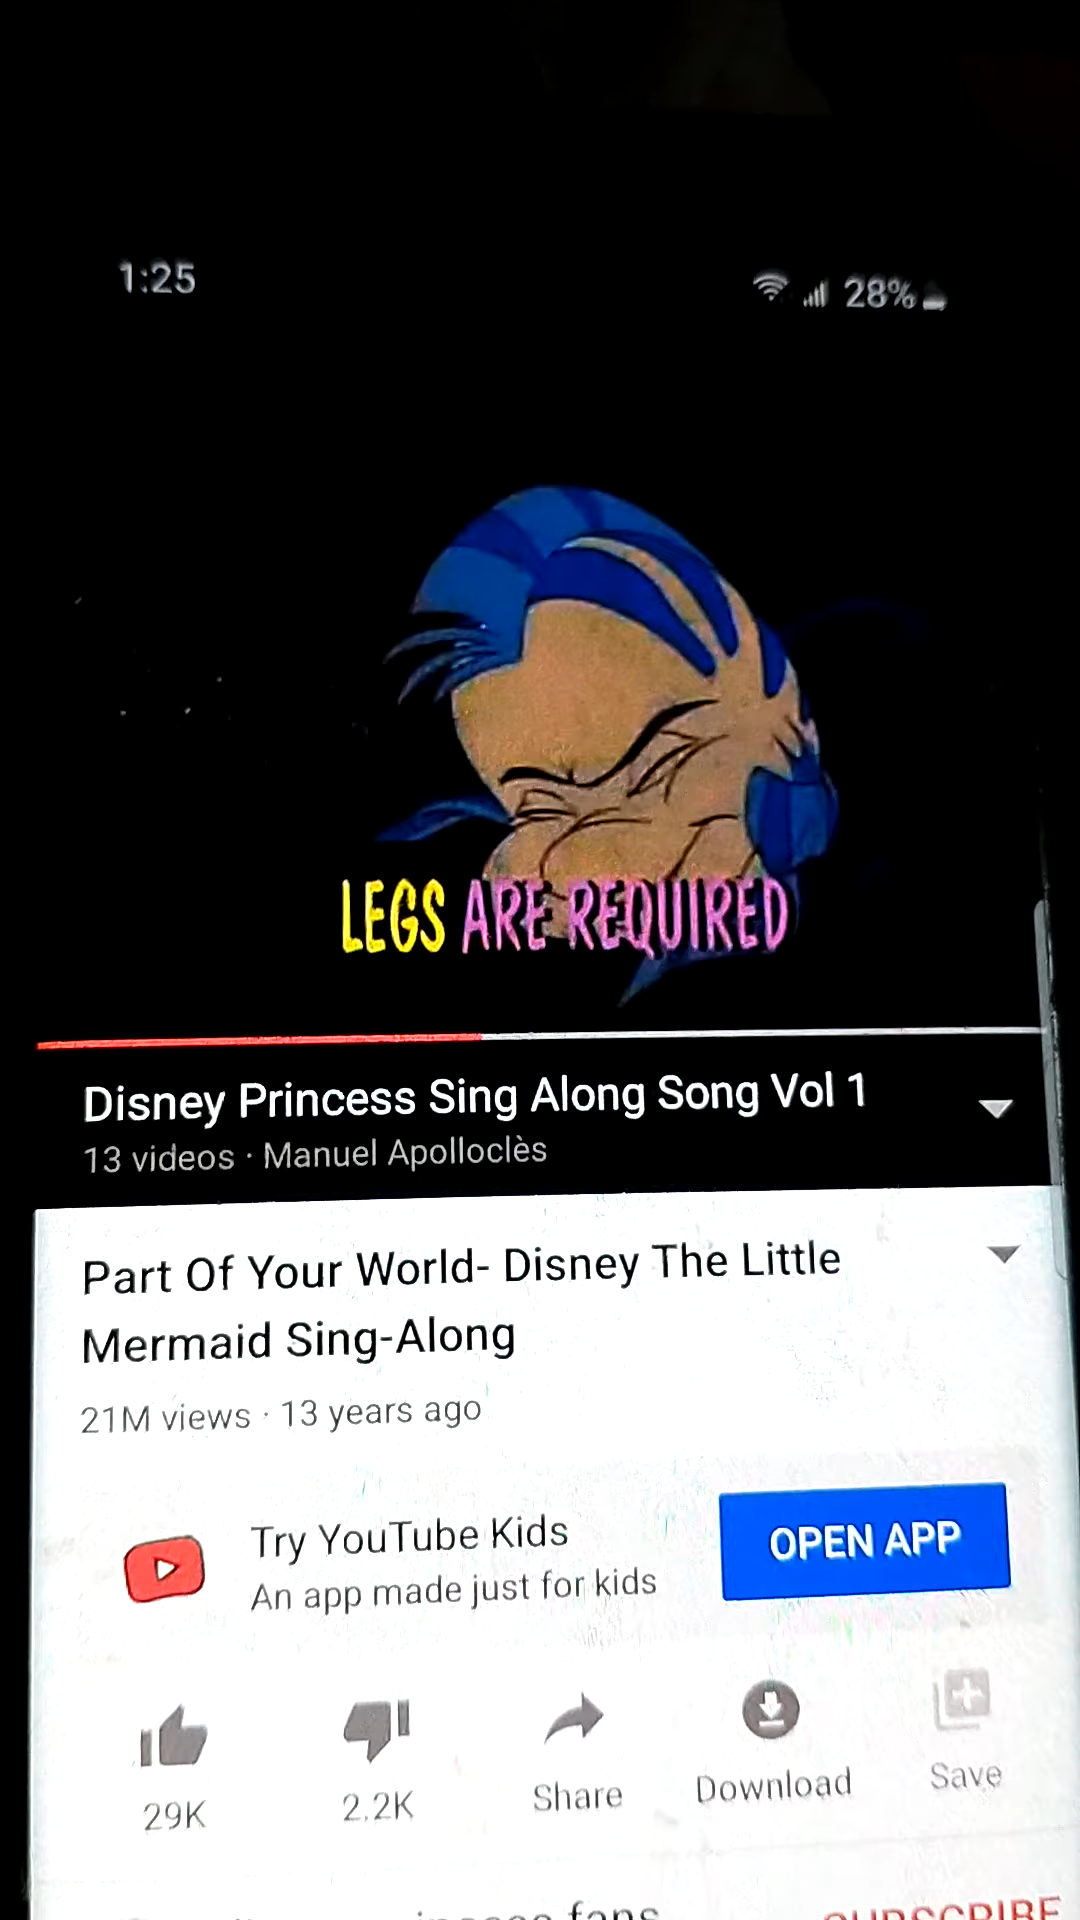 1:25
28%
LEGS ARE REQUIRED
Disney Princess Sing Along Song Vol 1
13 videos · Manuel Apolloclès
Part Of Your World- Disney The Little
Mermaid Sing-Along
21M views · 13 years ago
Try YouTube Kids
An app made just for kids
OPEN APP
29K
2.2K
Share
Download
Save
fans
SUBSCRIBE